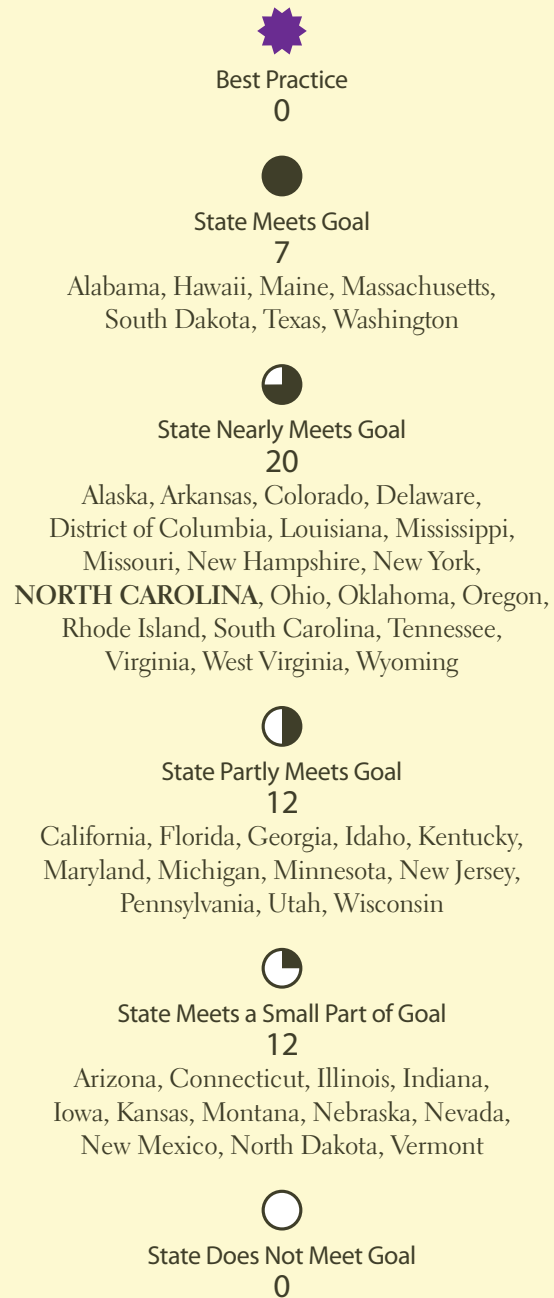 Best Practice
0
State Meets Goal
7
Alabama, Hawaii, Maine, Massachusetts,
South Dakota, Texas, Washington
State Nearly Meets Goal
20
Alaska, Arkansas, Colorado, Delaware,
District of Columbia, Louisiana, Mississippi,
Missouri, New Hampshire, New York,
NORTH CAROLINA, Ohio, Oklahoma, Oregon,
Rhode Island, South Carolina, Tennessee,
Virginia, West Virginia, Wyoming
State Partly Meets Goal
12
California, Florida, Georgia, Idaho, Kentucky,
Maryland, Michigan, Minnesota, New Jersey,
Pennsylvania, Utah, Wisconsin
State Meets a Small Part of Goal
12
Arizona, Connecticut, Illinois, Indiana,
Iowa, Kansas, Montana, Nebraska, Nevada,
New Mexico, North Dakota, Vermont
State Does Not Meet Goal
0